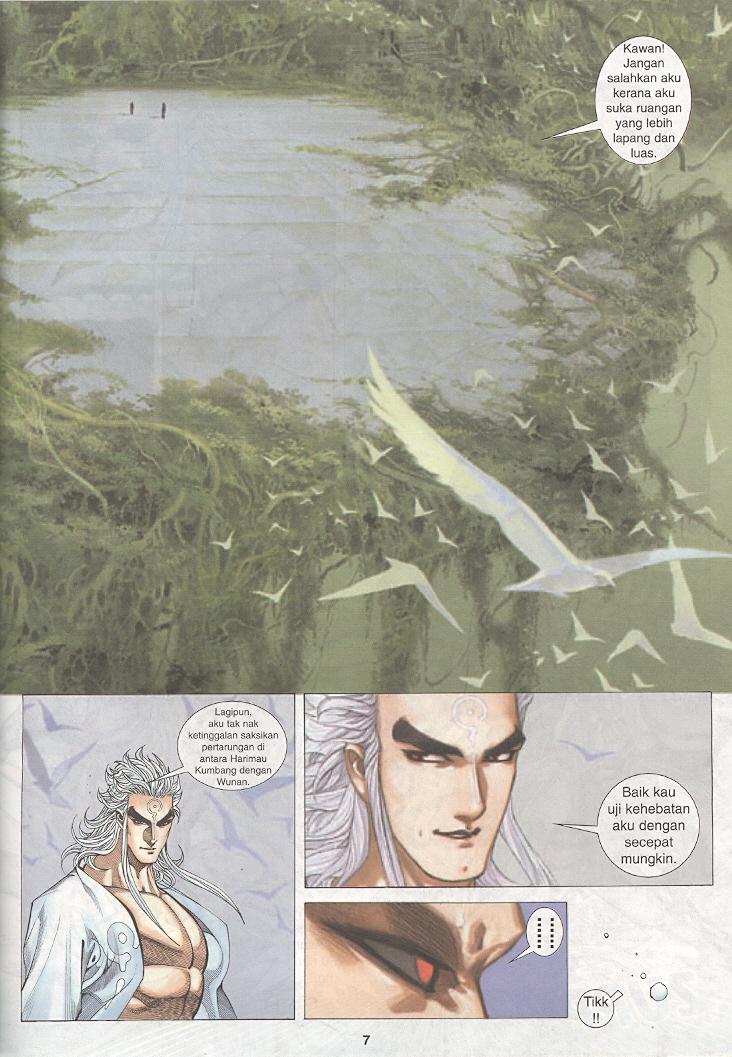 Kawan!
Jangan
salahkan aku
kerana aku
suka ruangan
yang lebih
lapang dan
luas.
Lagipun,
aku tak nak
ketinggalan saksikan
pertarungan di
antara Harimau
Kumbang dengan
Wunan.
Baik kau
uji kehebatan
aku dengan
secepat
mungkin.
Tikk
!!
7